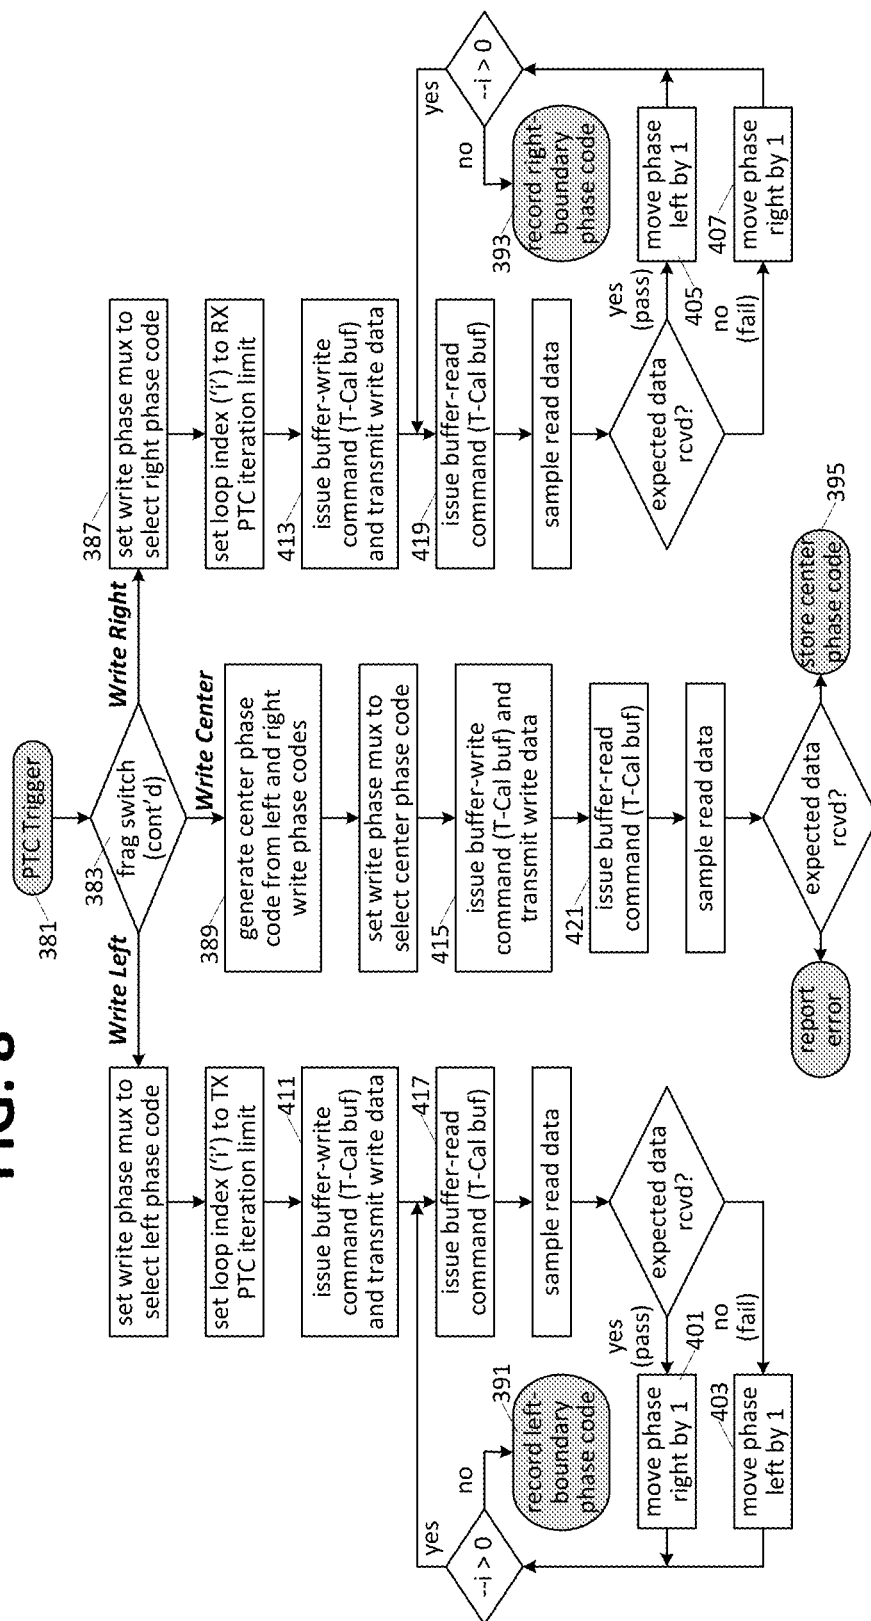 FIG. 8
PTC Trigger
381
383
frag switch
(cont'd)
Write Left
Write Center
Write Right
set write phase mux to
select left phase code
set loop index ('i') to TX
PTC iteration limit
411
issue buffer-write
command (T-Cal buf)
and transmit write data
417
issue buffer-read
command (T-Cal buf)
sample read data
expected data
rcvd?
yes
(pass)
401
move phase
right by 1
no
(fail)
403
move phase
left by 1
--i > 0
yes
no
391
record left-
boundary
phase code
389
generate center phase
code from left and right
write phase codes
set write phase mux to
select center phase code
415
issue buffer-write
command (T-Cal buf) and
transmit write data
421
issue buffer-read
command (T-Cal buf)
sample read data
expected data
rcvd?
report
error
store center
phase code
395
387
set write phase mux to
select right phase code
set loop index ('i') to RX
PTC iteration limit
413
issue buffer-write
command (T-Cal buf)
and transmit write data
419
issue buffer-read
command (T-Cal buf)
sample read data
expected data
rcvd?
yes
(pass)
405
move phase
left by 1
no
(fail)
407
move phase
right by 1
--i > 0
yes
no
393
record right-
boundary
phase code